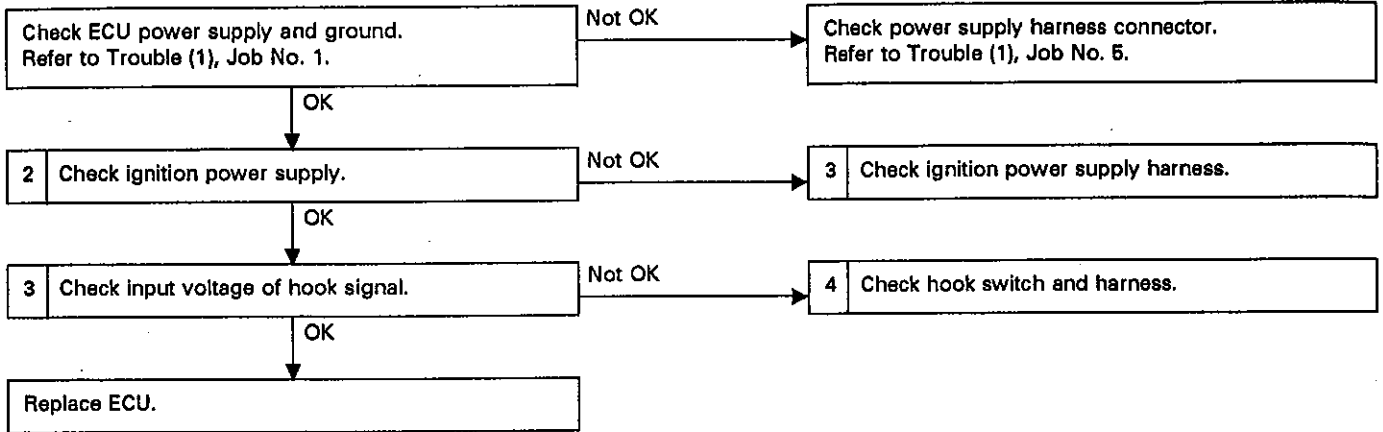 Check ECU power supply and ground.
Refer to Trouble (1), Job No. 1.
Not OK
Check power supply harness connector.
Refer to Trouble (1), Job No. 5.
OK
2 Check ignition power supply.
Not OK
3 Check ignition power supply harness.
OK
3 Check input voltage of hook signal.
Not OK
4 Check hook switch and harness.
OK
Replace ECU.